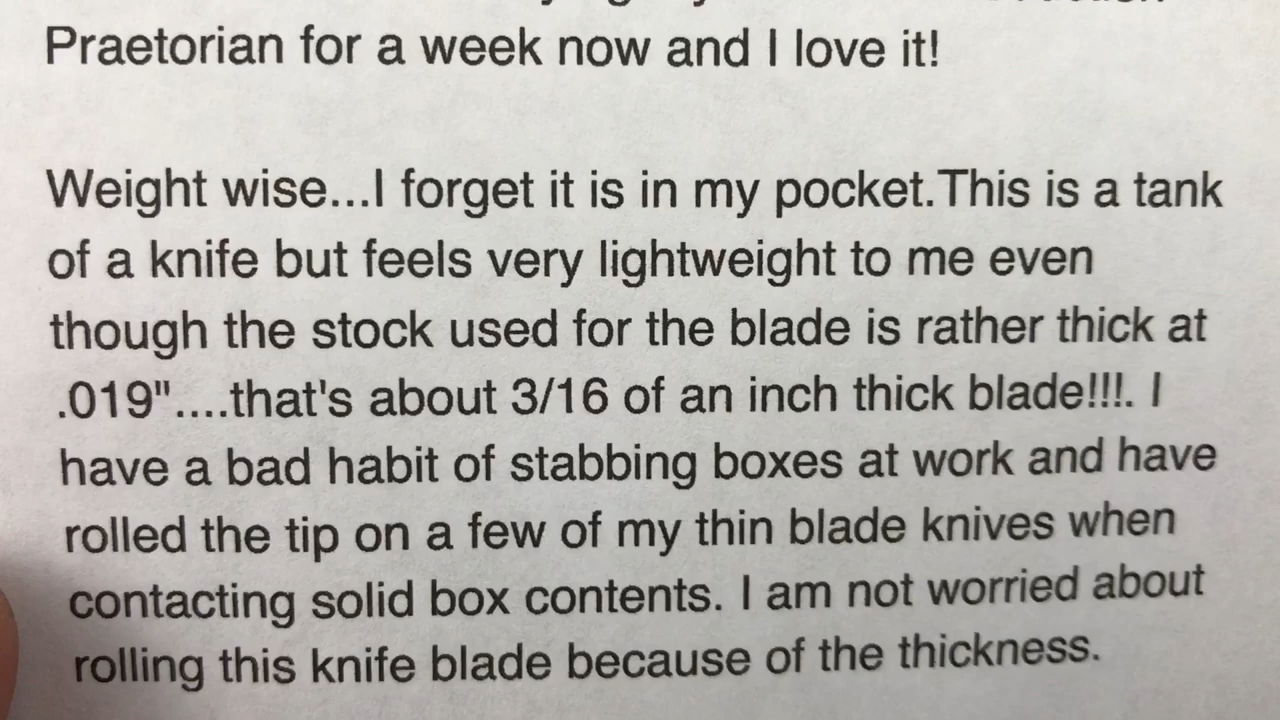 Praetorian for a week now and I love it!
Weight wise...I forget it is in my pocket.This is a tank
of a knife but feels very lightweight to me even
though the stock used for the blade is rather thick at
.019"....that's about 3/16 of an inch thick blade!!!. I
have a bad habit of stabbing boxes at work and have
rolled the tip on a few of my thin blade knives when
contacting solid box contents. I am not worried about
rolling this knife blade because of the thickness.